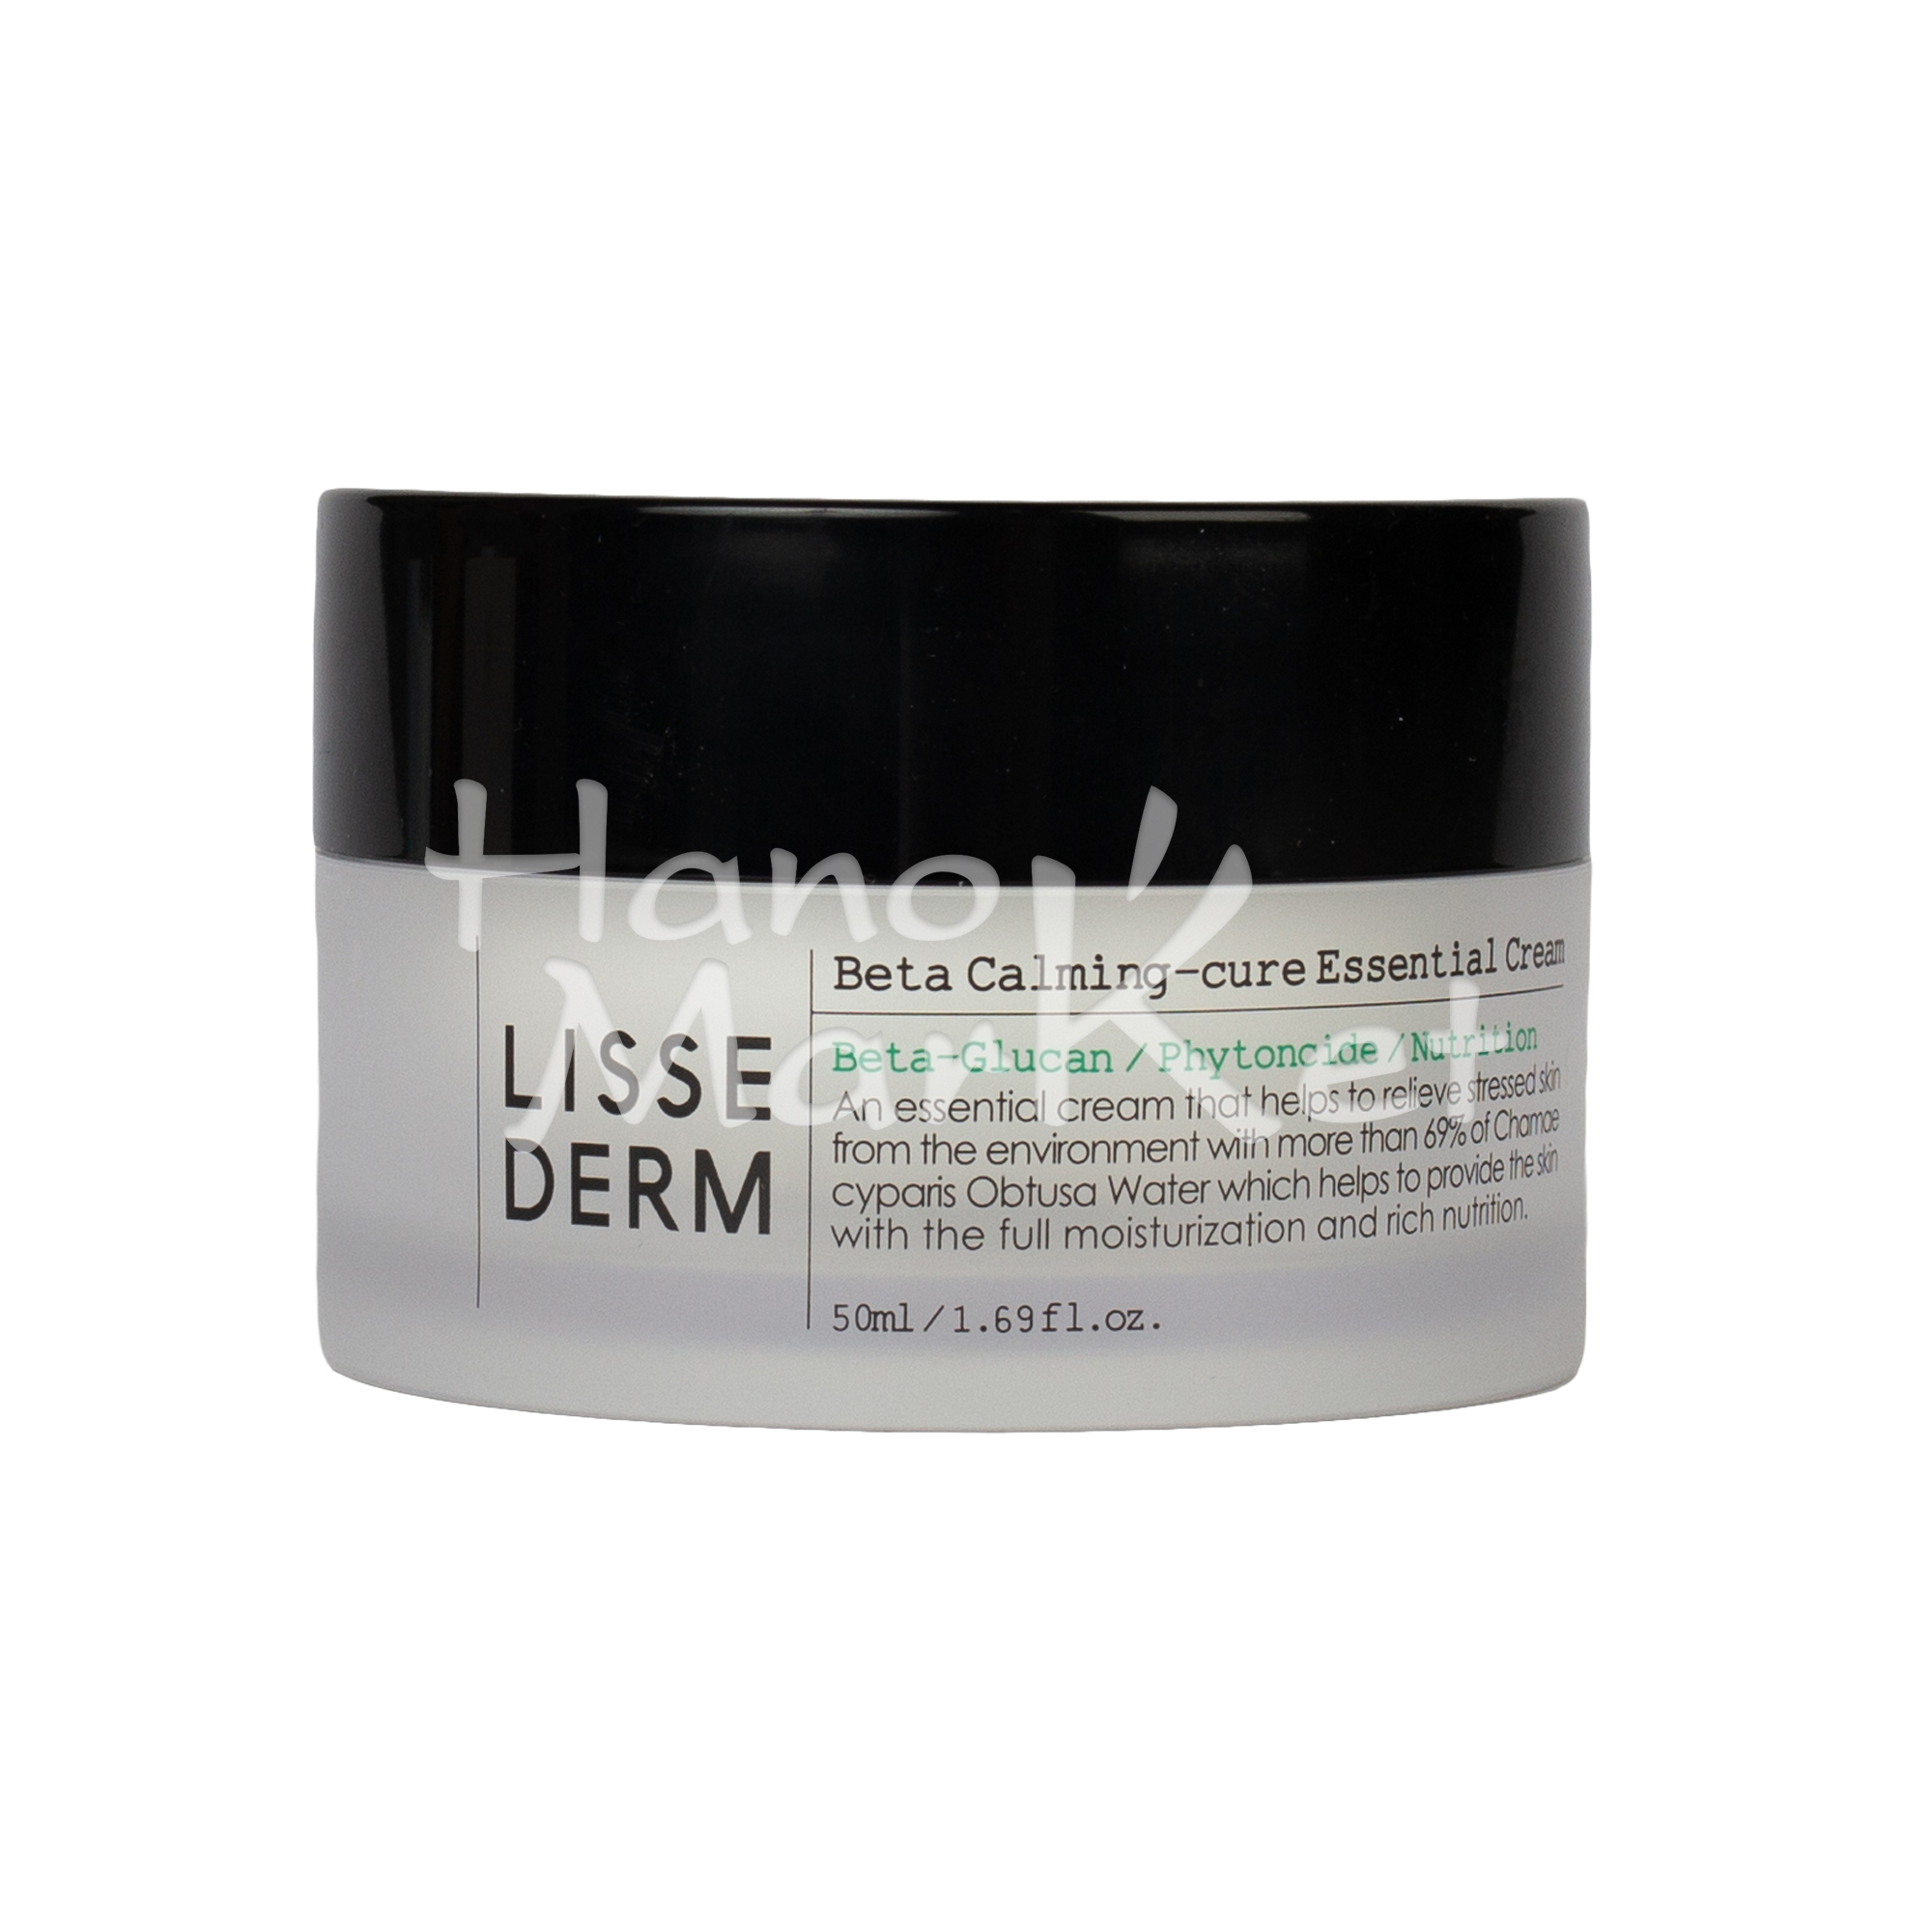 Hanok
Market
LISSE
DERM
Beta Calming-cure Essential Cream
Beta-Glucan / Phytoncide / Nutrition
An essential cream that helps to relieve stressed skin
from the environment with more than 69% of Chamae
cyparis Obtusa Water which helps to provide the skin
with the full moisturization and rich nutrition.
50ml / 1.69fl.oz.